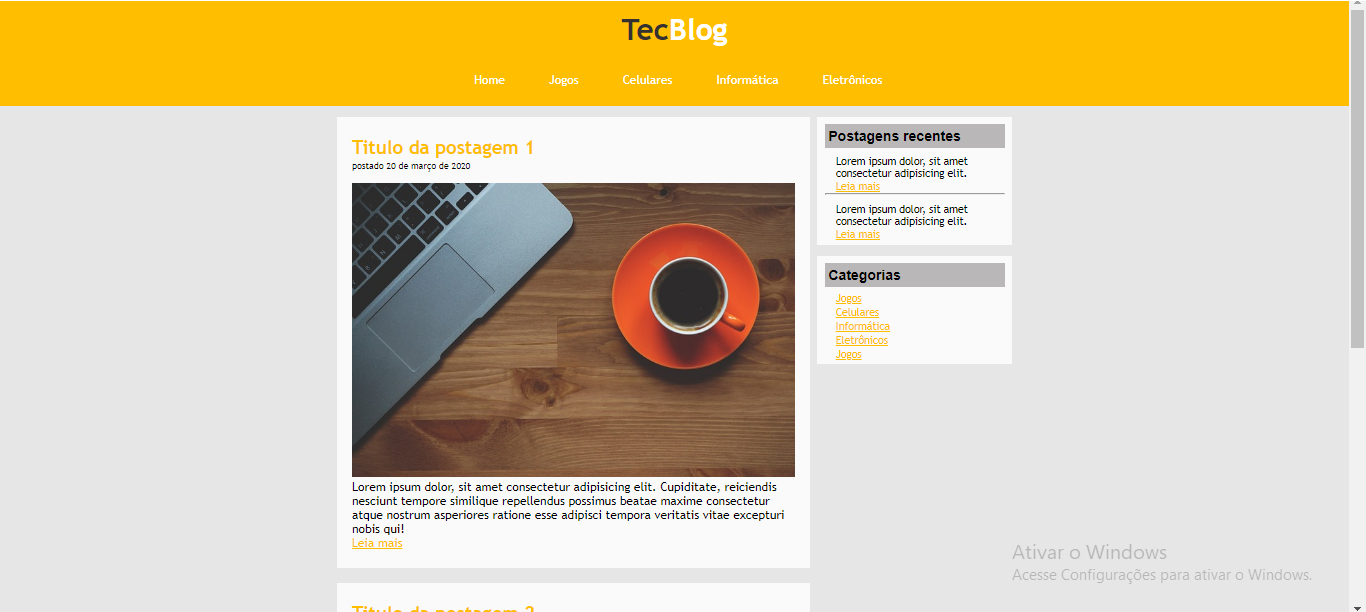 TecBlog
Home Jogos Celulares Informática Eletrônicos
Titulo da postagem 1
postado 20 de março de 2020
Lorem ipsum dolor, sit amet consectetur adipisicing elit. Cupiditate, reiciendis
nesciunt tempore similique repellendus possimus beatae maxime consectetur
atque nostrum asperiores ratione esse adipisci tempora veritatis vitae excepturi
nobis qui!
Leia mais
Titulo da postagem 2
Postagens recentes
Lorem ipsum dolor, sit amet
consectetur adipisicing elit.
Leia mais
Lorem ipsum dolor, sit amet
consectetur adipisicing elit.
Leia mais
Categorias
Jogos
Celulares
Informática
Eletrônicos
Jogos
Ativar o Windows
Acesse Configurações para ativar o Windows.